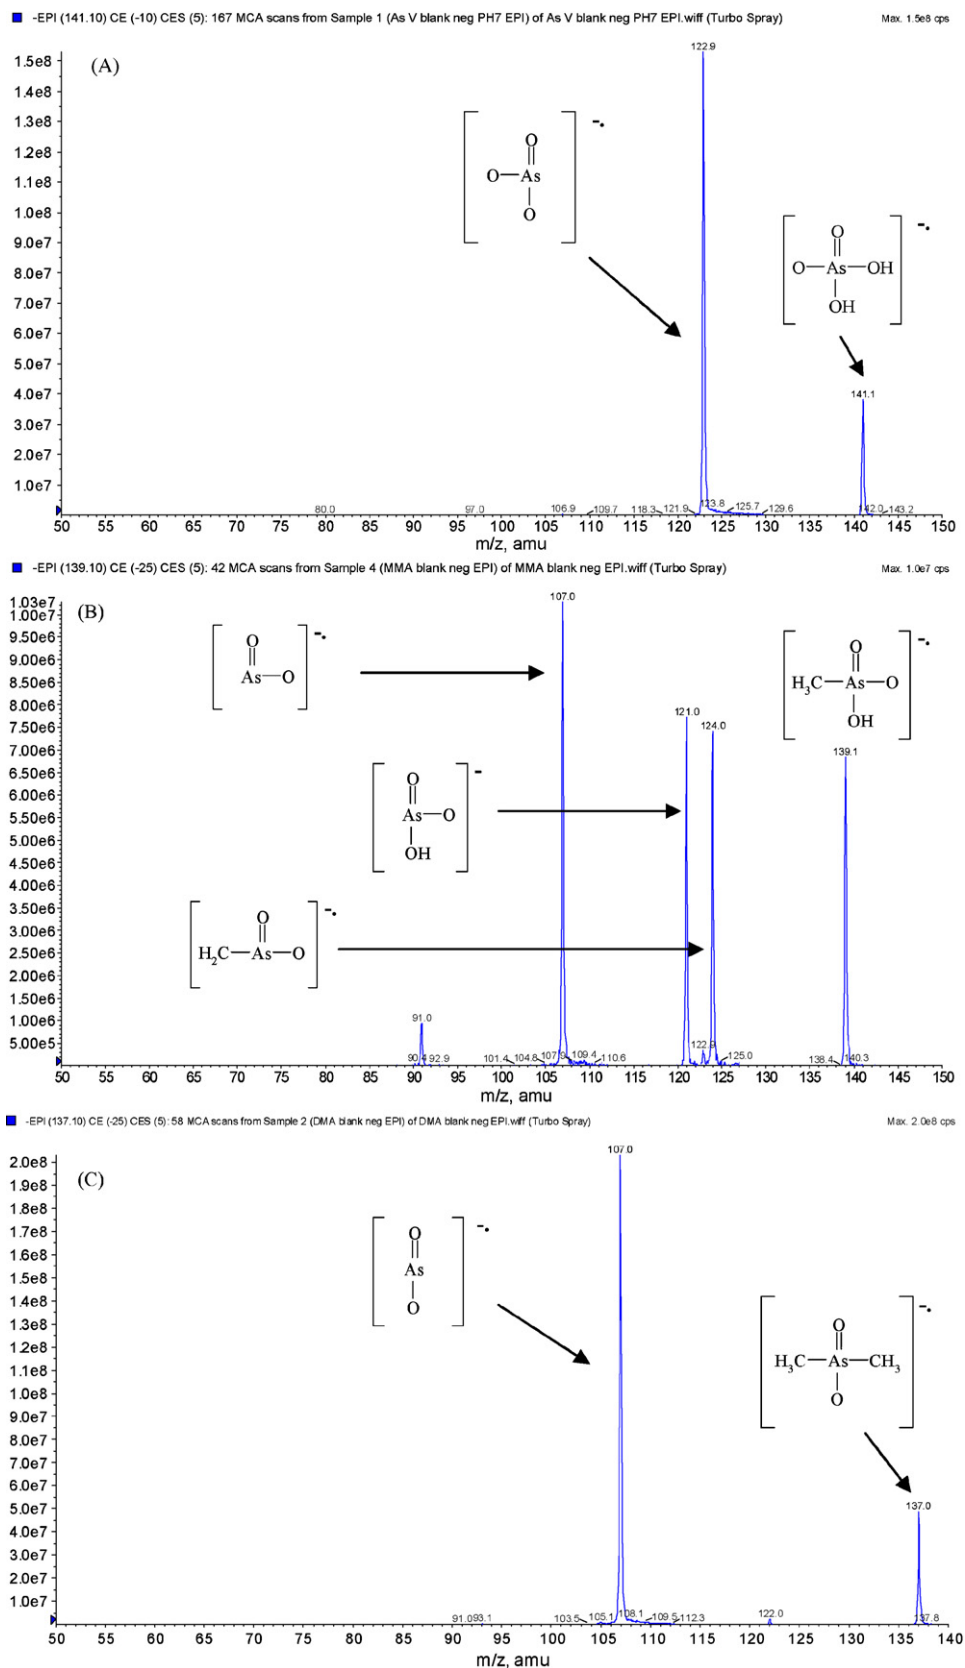 -EPI (141.10) CE (-10) CES (5): 167 MCA scans from Sample 1 (As V blank neg PH7 EPI) of As V blank neg PH7 EPI.wiff (Turbo Spray) Max. 1.5e8 cps
(A)
122.9
1.5e8
1.4e8
1.3e8
1.2e8
1.1e8
1.0e8
9.0e7
8.0e7
7.0e7
6.0e7
5.0e7
4.0e7
3.0e7
2.0e7
1.0e7
O
O—As
O
-.
O
O—As—OH
OH
-.
141.1
80.0 97.0 106.9 109.7 118.3 121.9 125.7 129.6 143.2
50 55 60 65 70 75 80 85 90 95 100 105 110 115 120 125 130 135 140 145 150
m/z, amu
-EPI (139.10) CE (-25) CES (5): 42 MCA scans from Sample 4 (MMA blank neg EPI) of MMA blank neg EPI.wiff (Turbo Spray) Max. 1.0e7 cps
(B)
107.0
1.03e7
1.00e7
9.50e6
9.00e6
8.50e6
8.00e6
7.50e6
7.00e6
6.50e6
6.00e6
5.50e6
5.00e6
4.50e6
4.00e6
3.50e6
3.00e6
2.50e6
2.00e6
1.50e6
1.00e6
5.00e5
O
As—O
-.
O
H3C—As—O
OH
-.
121.0
124.0
139.1
O
As—O
OH
-
O
H2C—As—O
-.
91.0
90.4 92.9 101.4 104.8 107.9 109.4 110.6 122.9 125.0 138.4 140.3
50 55 60 65 70 75 80 85 90 95 100 105 110 115 120 125 130 135 140 145 150
m/z, amu
-EPI (137.10) CE (-25) CES (5): 58 MCA scans from Sample 2 (DMA blank neg EPI) of DMA blank neg EPI.wiff (Turbo Spray) Max. 2.0e8 cps
(C)
107.0
2.0e8
1.9e8
1.8e8
1.7e8
1.6e8
1.5e8
1.4e8
1.3e8
1.2e8
1.1e8
1.0e8
9.0e7
8.0e7
7.0e7
6.0e7
5.0e7
4.0e7
3.0e7
2.0e7
1.0e7
O
As
O
-.
O
H3C—As—CH3
O
-.
137.0
91.0 93.1 103.5 105.1 108.1 109.5 112.3 122.0 137.8
50 55 60 65 70 75 80 85 90 95 100 105 110 115 120 125 130 135 140
m/z, amu